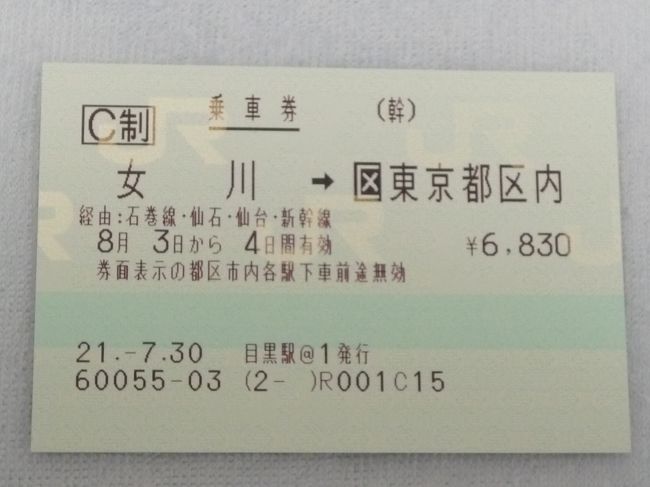 乗車券 (幹)
C制
女川 → 区 東京都区内
経由:石巻線・仙石・仙台・新幹線
8月 3日から 4日間有効 ¥6,830
券面表示の都区市内各駅下車前途無効
21.-7.30 目黒駅@1発行
60055-03 (2- )R001C15